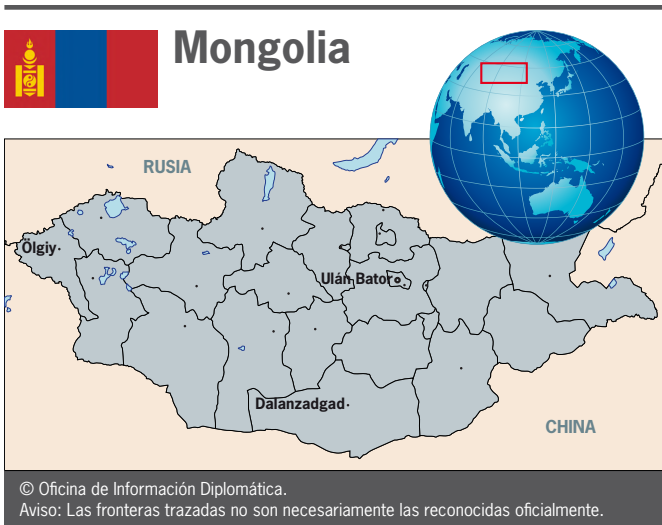 Mongolia
RUSIA
Ölgiy
Ulán Bator
Dalanzadgad
CHINA
© Oficina de Información Diplomática.
Aviso: Las fronteras trazadas no son necesariamente las reconocidas oficialmente.